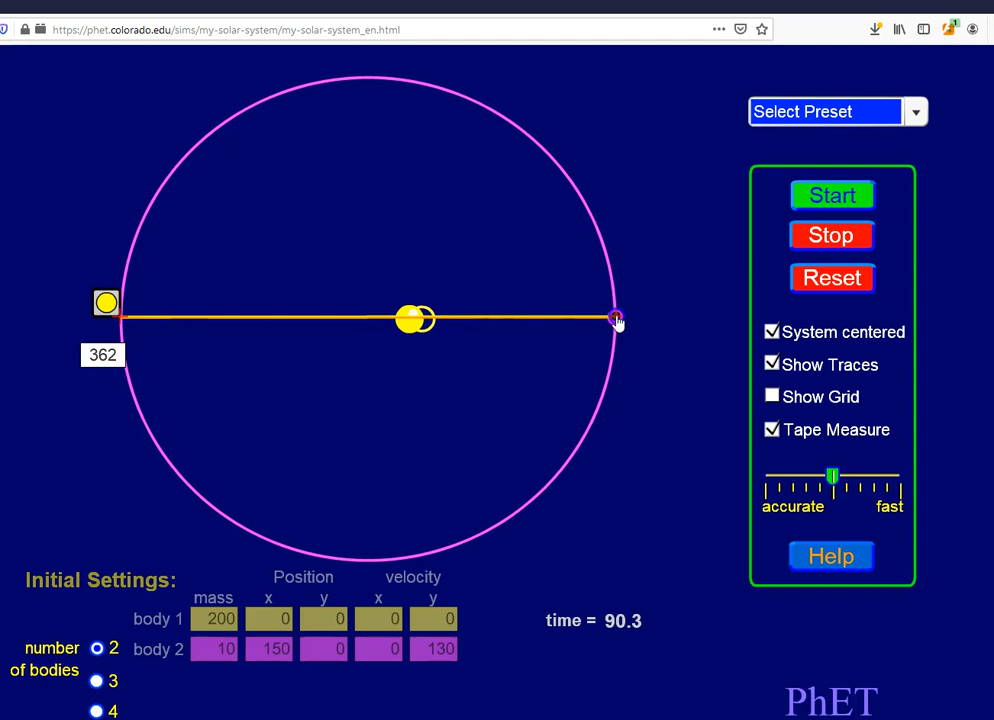 https://phet.colorado.edu/sims/my-solar-system/my-solar-system_en.html
1
Select Preset
Start
Stop
Reset
362
System centered
Show Traces
Show Grid
Tape Measure
accurate fast
Help
Initial Settings:
Position velocity
mass x y x y
body 1 200 0 0 0 0
time = 90.3
number of bodies
2
body 2 10 150 0 0 130
3
4
PhET